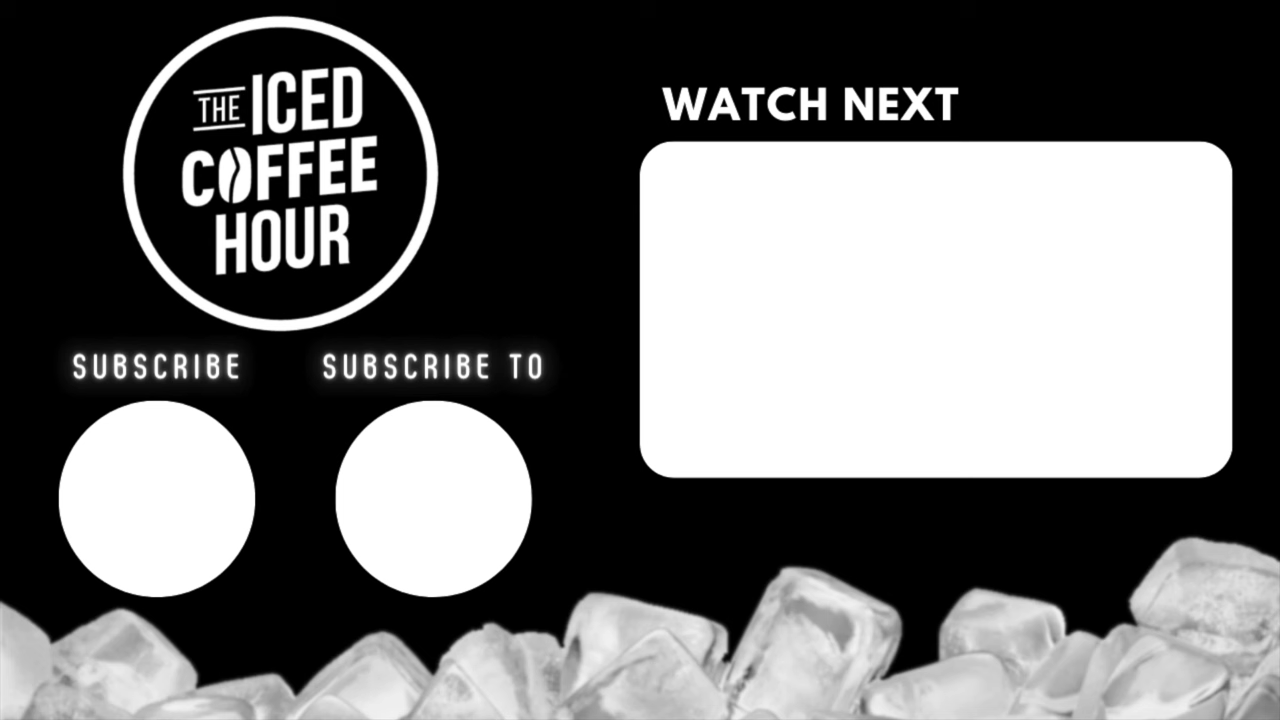 THE ICED
COFFEE
HOUR
WATCH NEXT
SUBSCRIBE
SUBSCRIBE TO